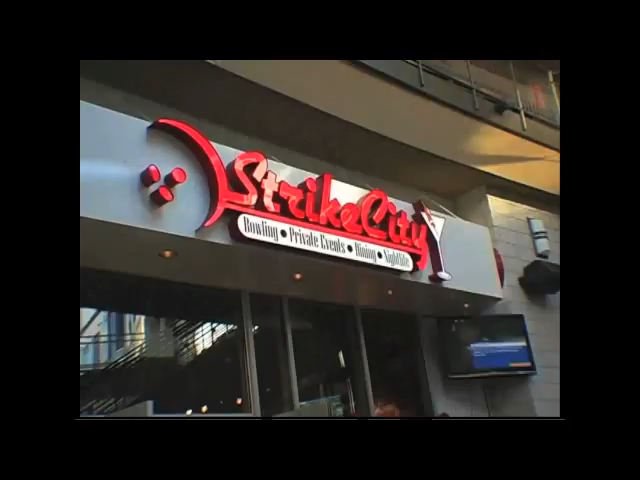 StrikeCity
Bowling • Private Events • Dining • Nightlife